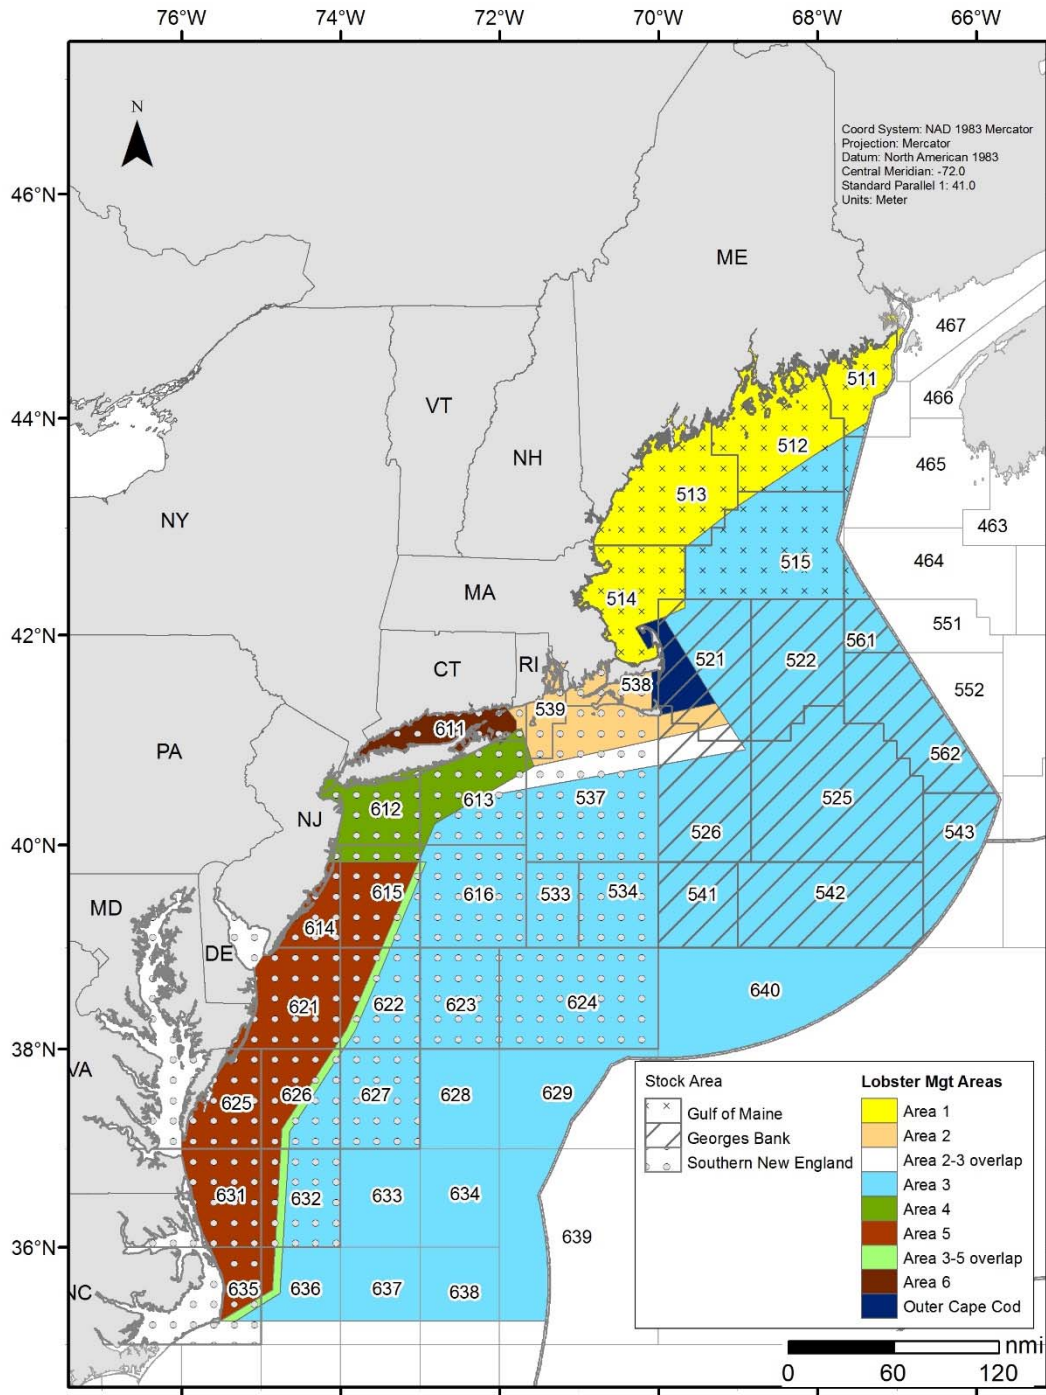 76°W 74°W 72°W 70°W 68°W 66°W
N
Coord System: NAD 1983 Mercator
Projection: Mercator
Datum: North American 1983
Central Meridian: -72.0
Standard Parallel 1: 41.0
Units: Meter
46°N
ME
467
511
466
VT
44°N
512
465
NH
513
463
NY
464
515
MA
514
551
42°N
561
RI
521
522
CT
538
552
539
611
PA
562
613
537
525
612
NJ
526
543
40°N
615
616
533
534
541
542
MD
614
DE
640
621
622
623
624
38°N
VA
626
627
628
629
625
631
632
633
634
639
36°N
NC
635
636
637
638
Stock Area
Gulf of Maine
Georges Bank
Southern New England
Lobster Mgt Areas
Area 1
Area 2
Area 2-3 overlap
Area 3
Area 4
Area 5
Area 3-5 overlap
Area 6
Outer Cape Cod
nmi
0 60 120